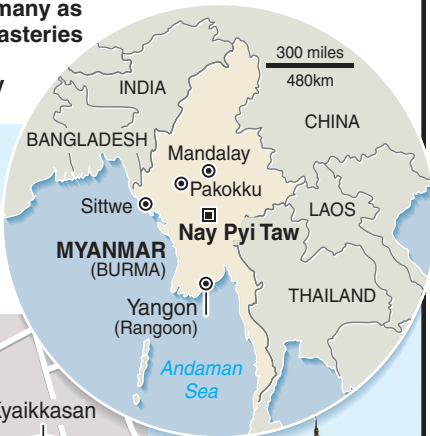 many as
asteries
y
300 miles
480km
INDIA
CHINA
BANGLADESH
Mandalay
Pakokku
Sittwe
LAOS
Nay Pyi Taw
MYANMAR
(BURMA)
THAILAND
Yangon
(Rangoon)
Andaman
Sea
Kyaikkasan